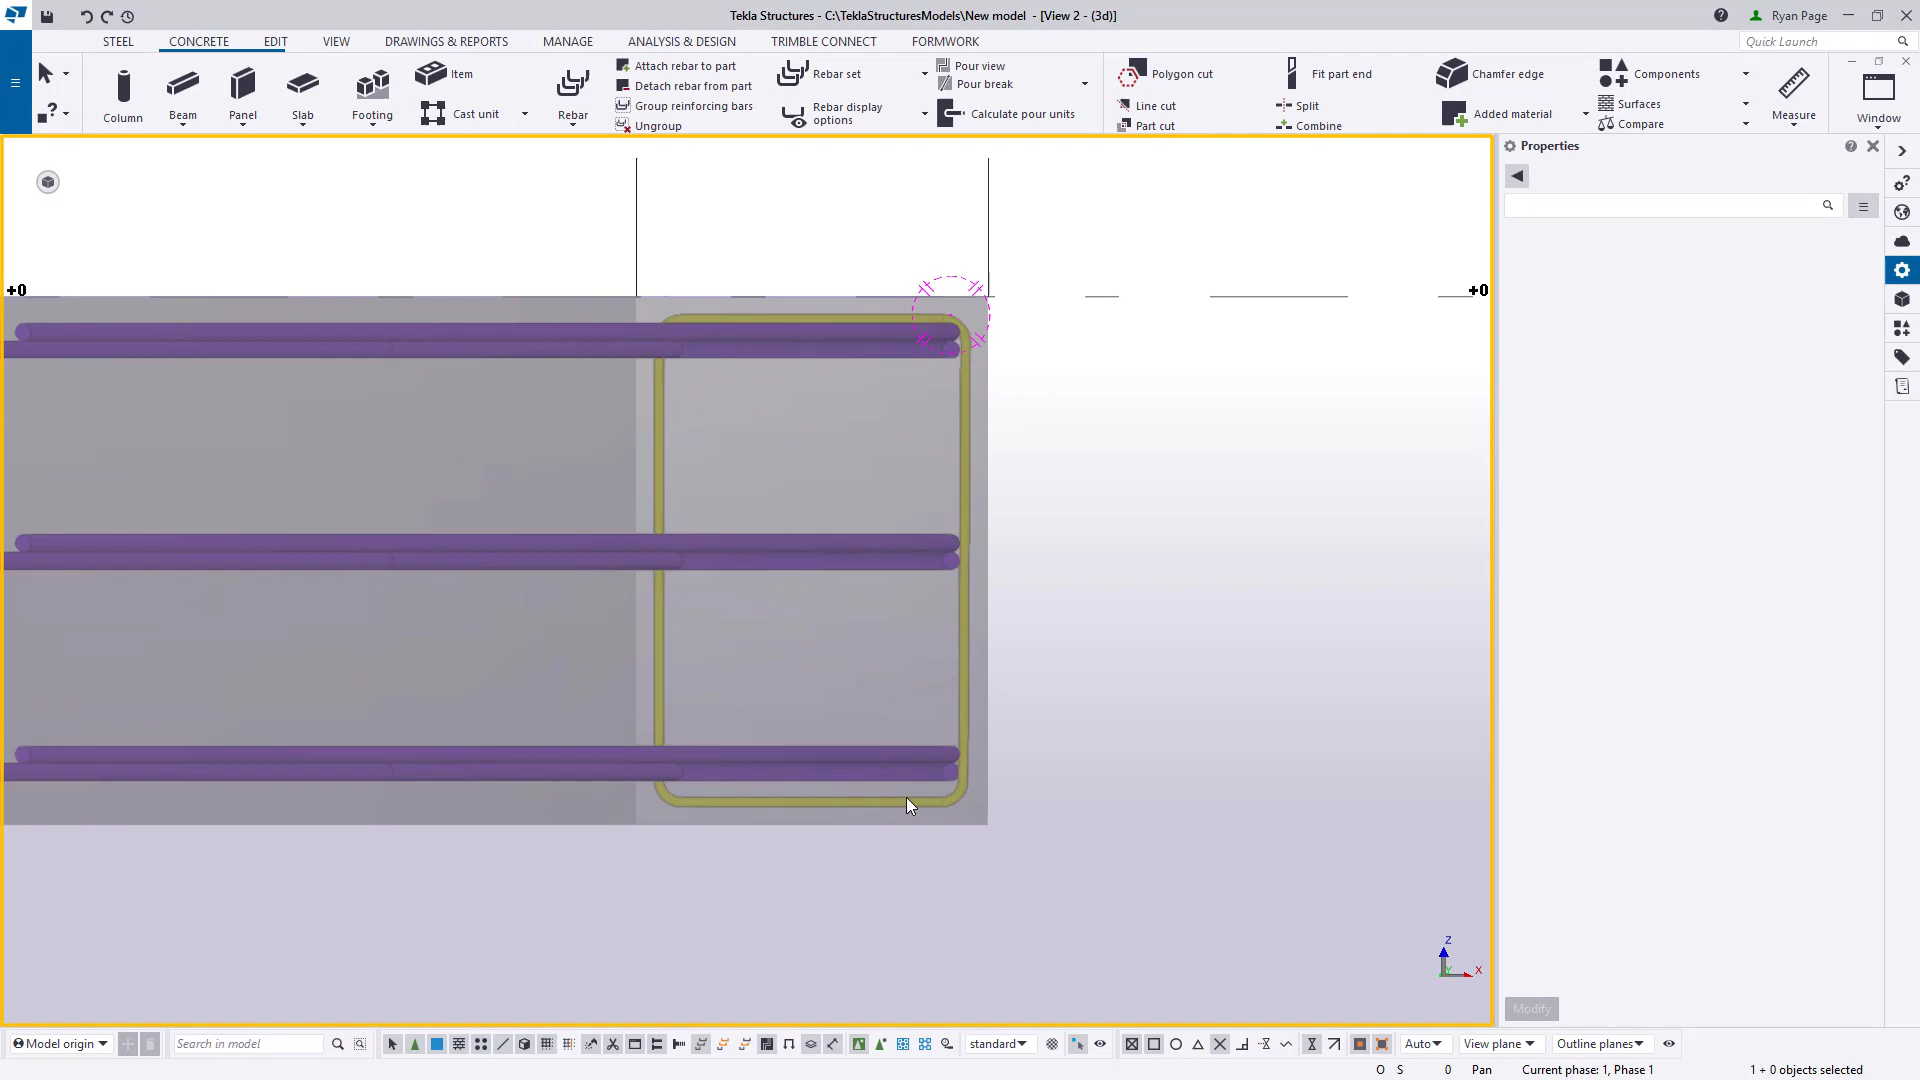 Tekla Structures - C:\TeklaStructuresModels\New model - [View 2 - (3d)]
Ryan Page
STEEL CONCRETE EDIT VIEW DRAWINGS & REPORTS MANAGE ANALYSIS & DESIGN TRIMBLE CONNECT FORMWORK
Quick Launch
Column
Beam
Panel
Slab
Footing
Item
Cast unit
Rebar
Attach rebar to part
Detach rebar from part
Group reinforcing bars
Ungroup
Rebar set
Rebar display
options
Pour view
Pour break
Calculate pour units
Polygon cut
Line cut
Part cut
Fit part end
Split
Combine
Chamfer edge
Added material
Components
Surfaces
Compare
Measure
Window
Properties
+0
+0
Z
Y
X
Modify
Model origin
Search in model
standard
Auto
View plane
Outline planes
O S 0 Pan Current phase: 1, Phase 1 1 + 0 objects selected